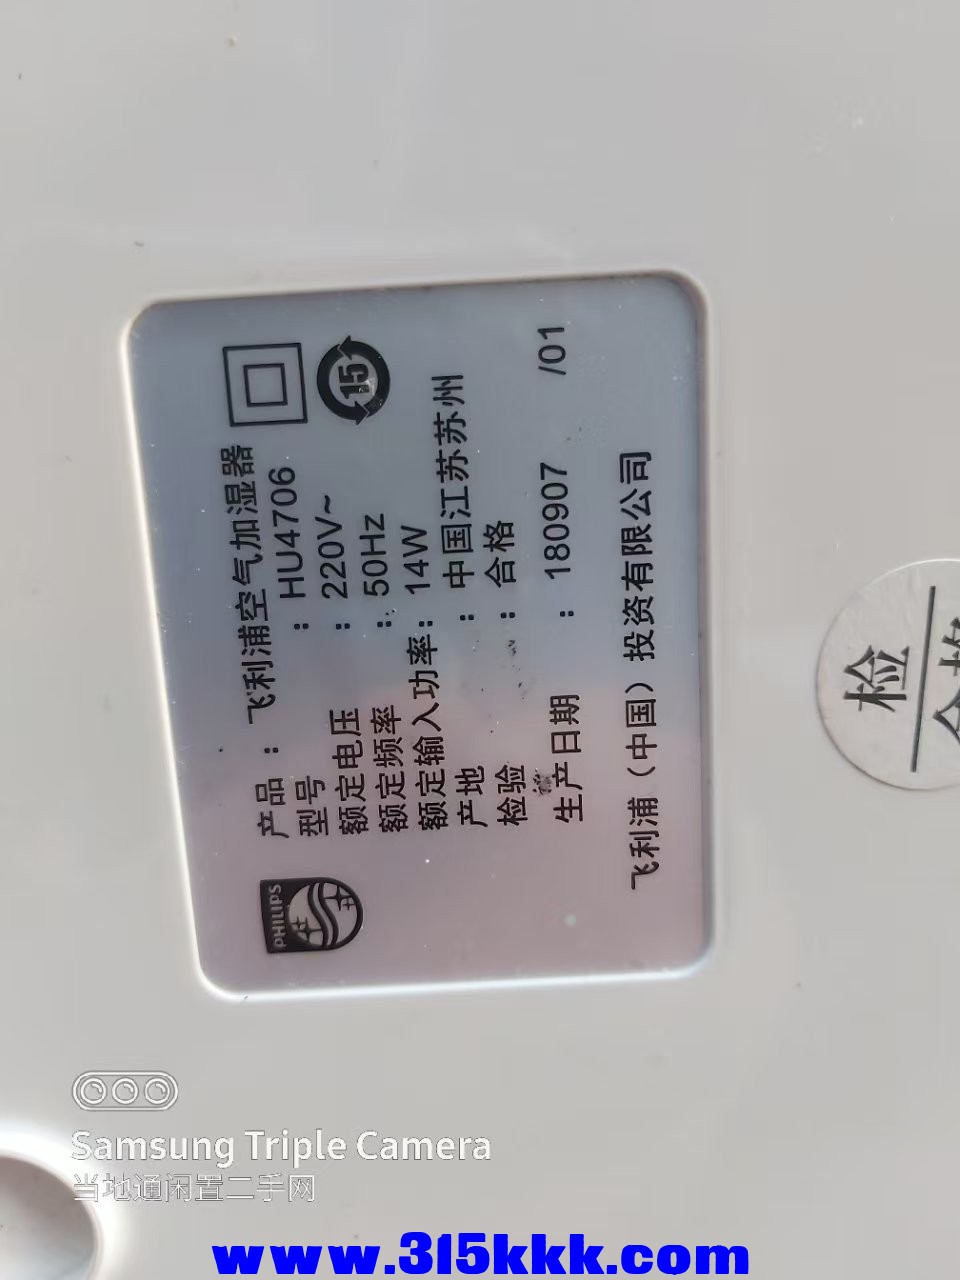 PHILIPS
产品 : 飞利浦空气加湿器
型号 : HU4706
额定电压 : 220V~
额定频率 : 50Hz
额定输入功率: 14W
产地 : 中国江苏苏州
检验 : 合格
生产日期 : 180907 /01
飞利浦（中国）投资有限公司
15
检
合格
Samsung Triple Camera
当地通闲置二手网
www.315kkk.com